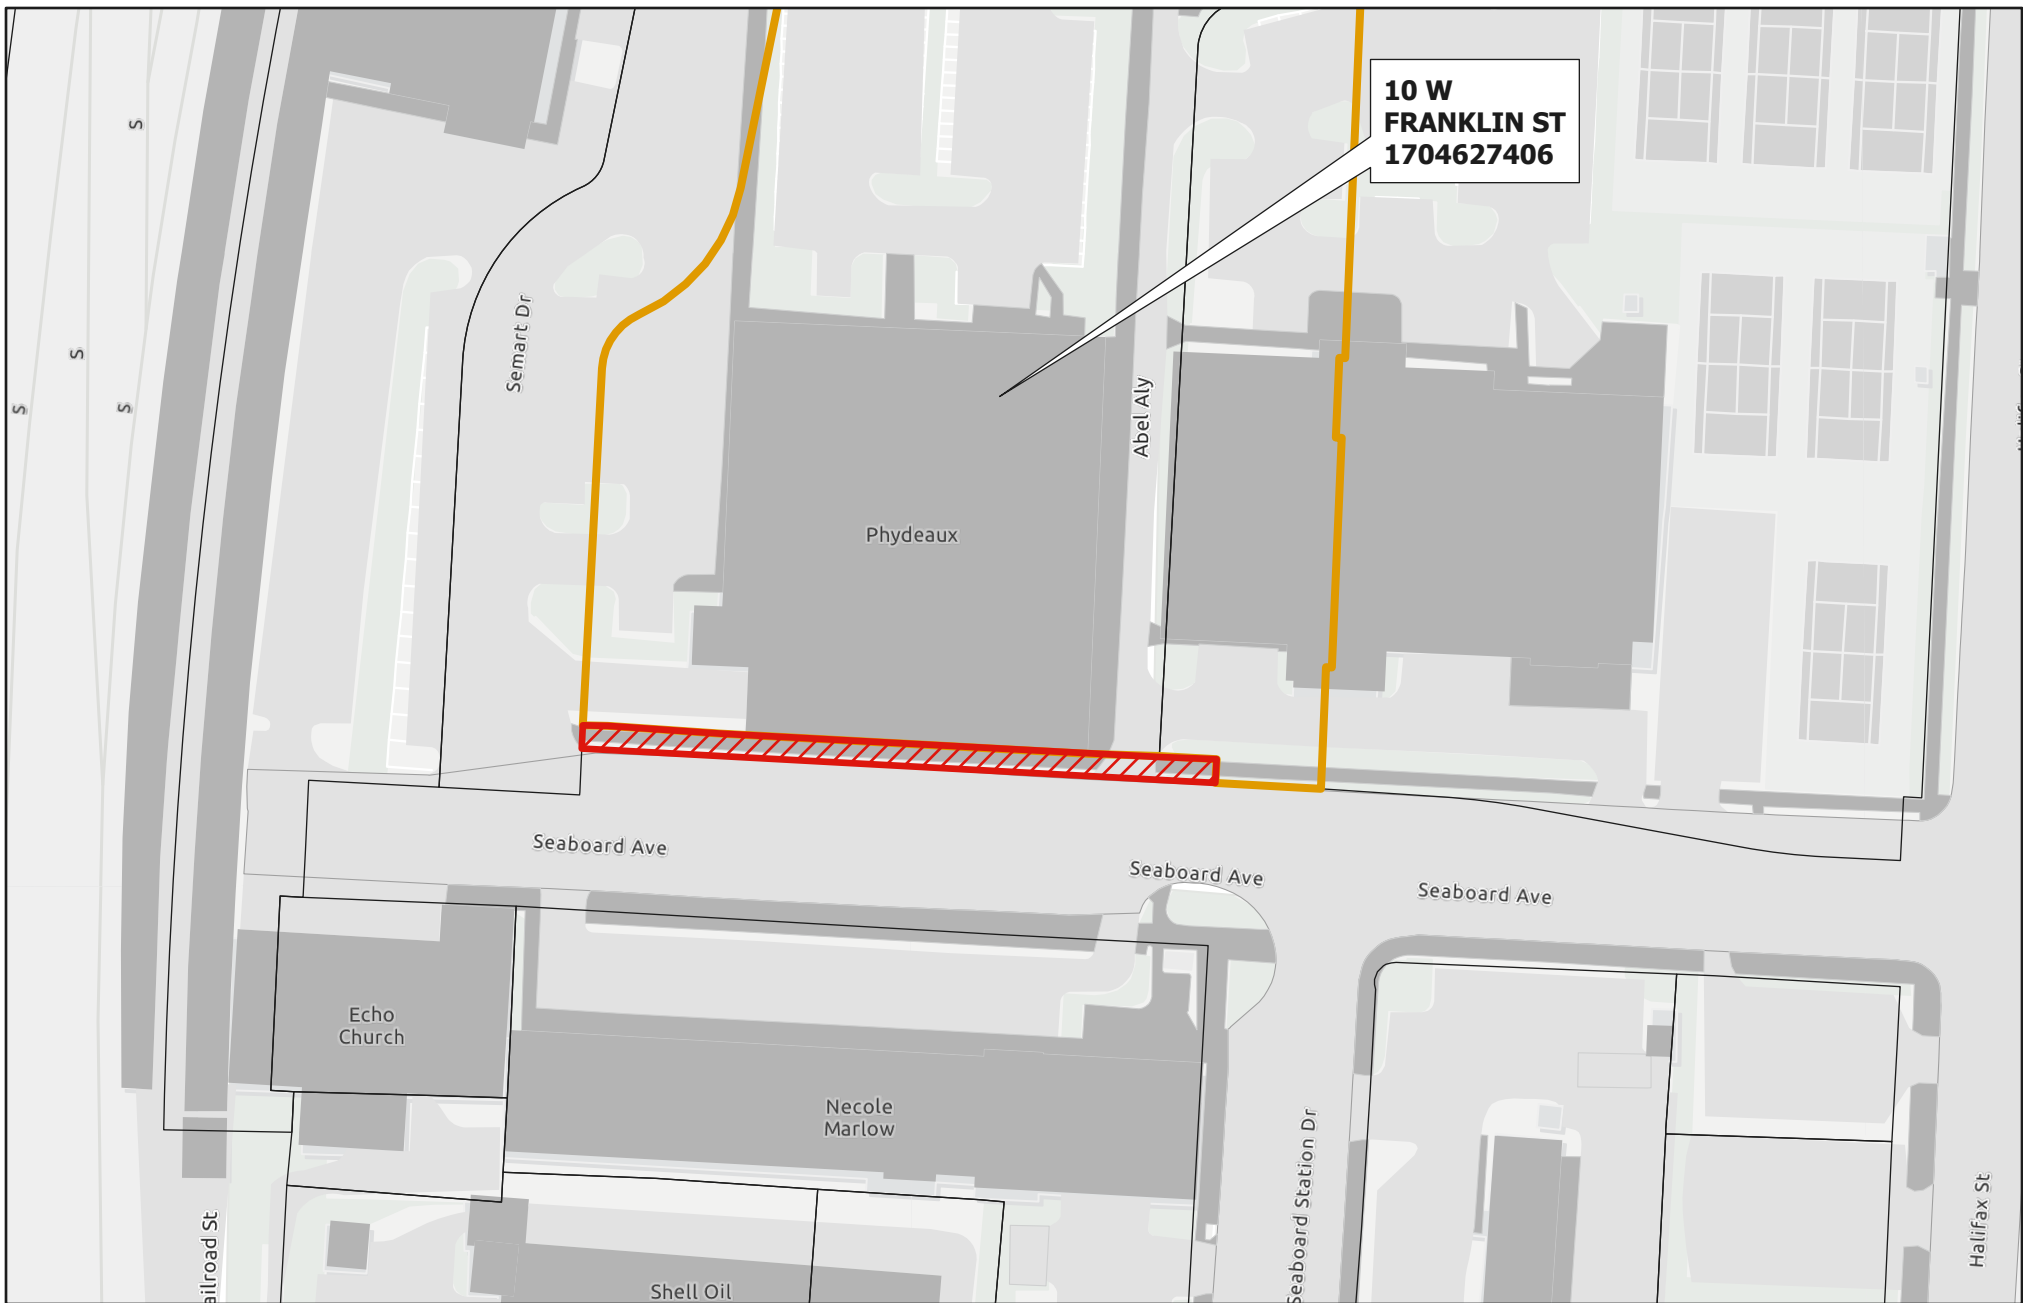 10 W
FRANKLIN ST
1704627406
S
S
S
S
Semart Dr
Abel Aly
Phydeaux
Seaboard Ave
Seaboard Ave
Seaboard Ave
Echo
Church
Necole
Marlow
Seaboard Station Dr
Halifax St
ailroad St
Shell Oil